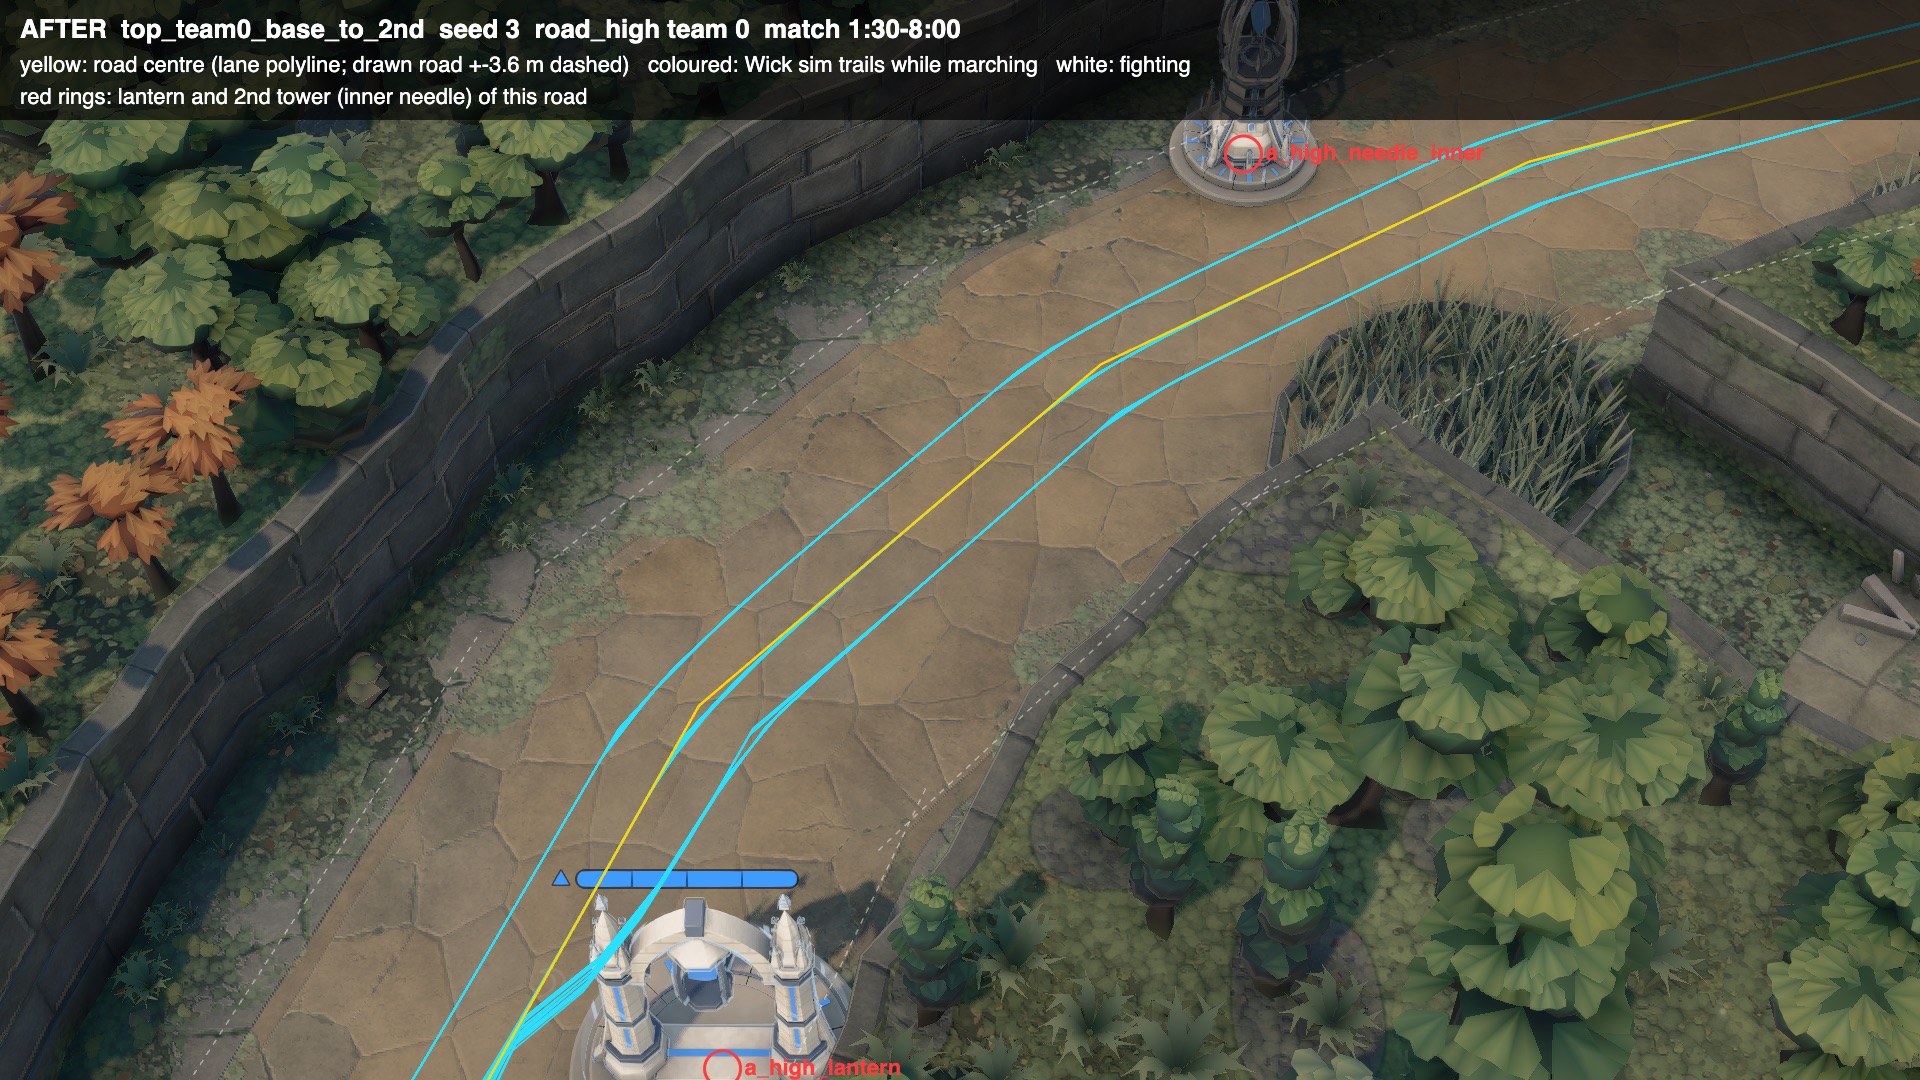 AFTER  top_team0_base_to_2nd  seed 3  road_high team 0  match 1:30-8:00
yellow: road centre (lane polyline; drawn road +-3.6 m dashed)   coloured: Wick sim trails while marching   white: fighting
red rings: lantern and 2nd tower (inner needle) of this road
a_high_needle_inner
a_high_lantern